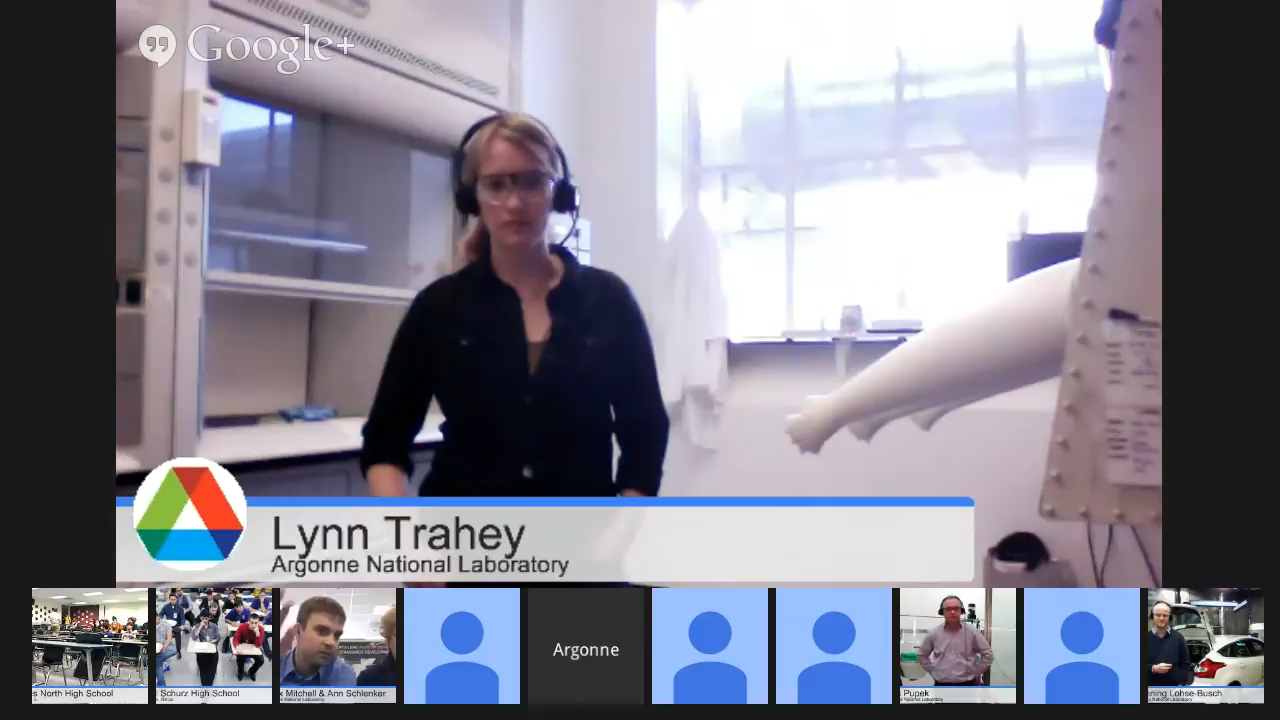 Google+
Lynn Trahey
Argonne National Laboratory
Argonne
s North High School
Schurz High School
Mitchell & Ann Schlenker
Pupek
ning Lohse-Busch